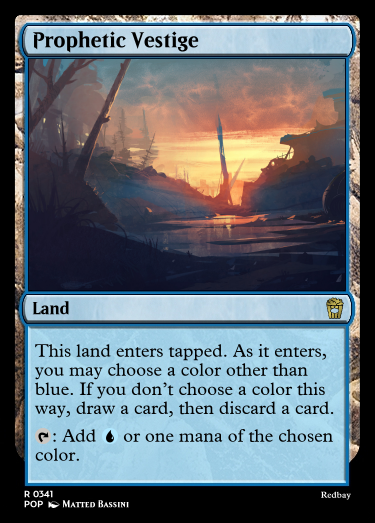 Prophetic Vestige
Land
This land enters tapped. As it enters,
you may choose a color other than
blue. If you don't choose a color this
way, draw a card, then discard a card.
: Add or one mana of the chosen
color.
R 0341
Redbay
POP Matted Bassini